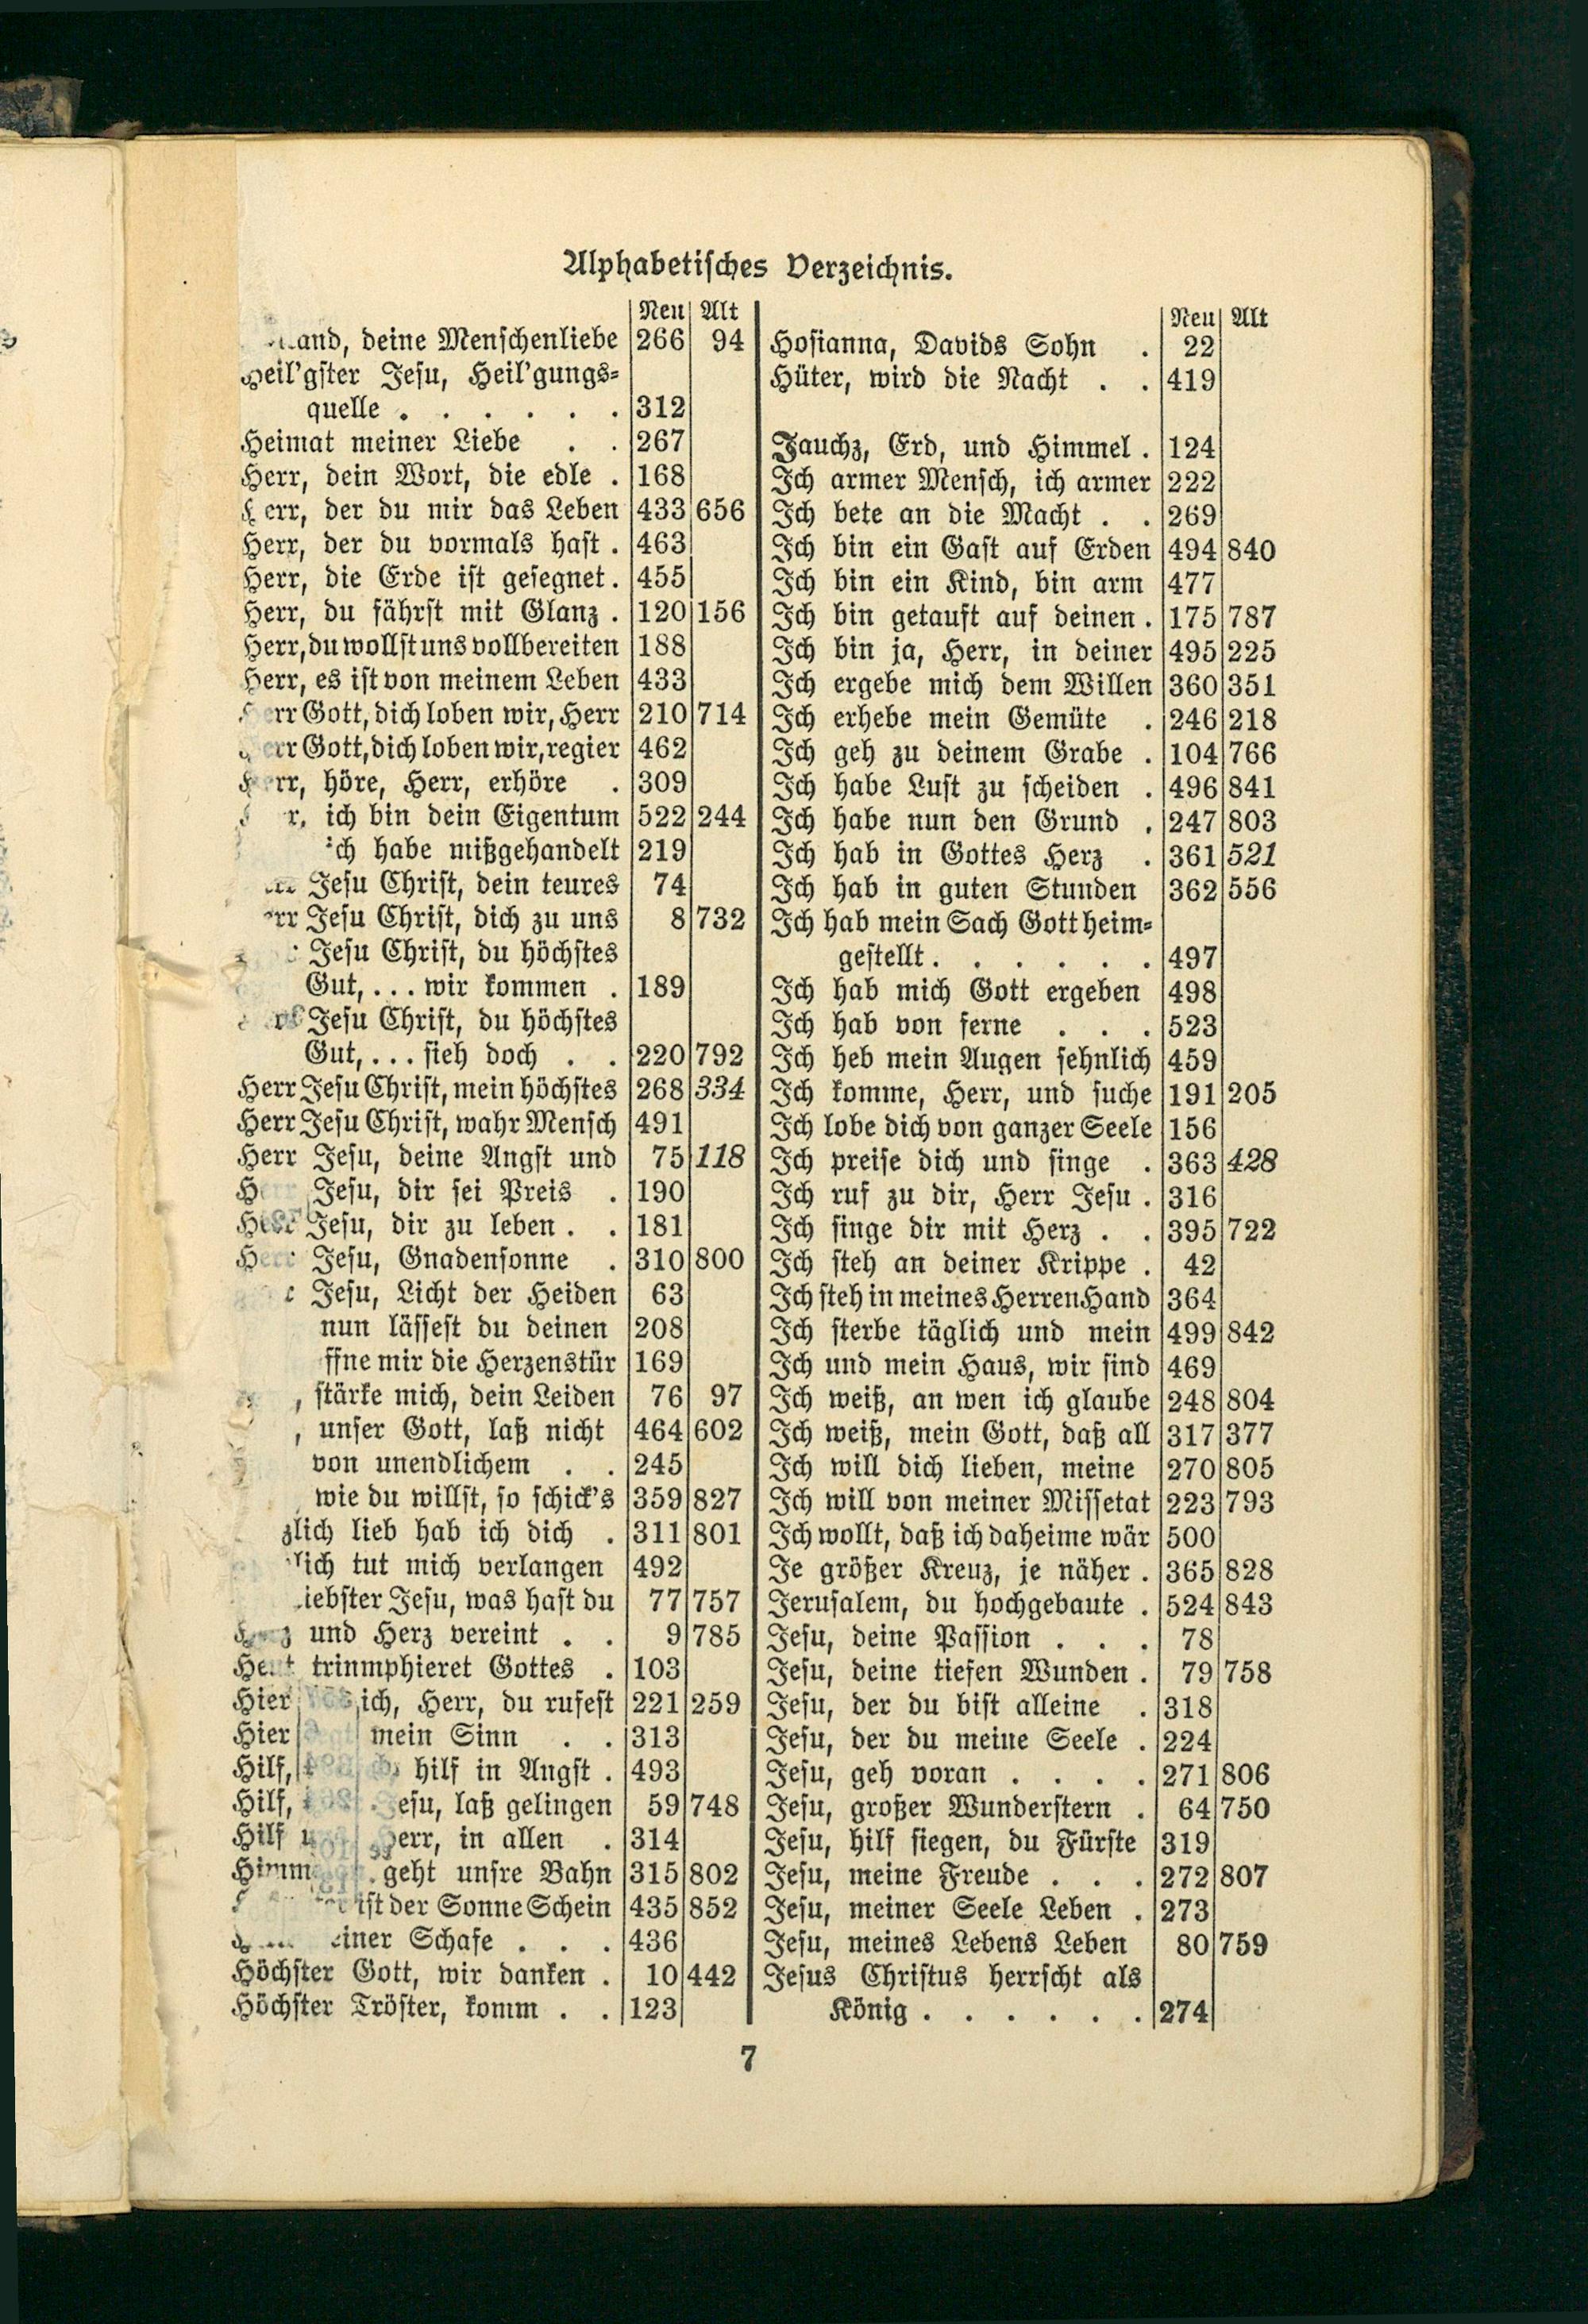 Alphabetisches Verzeichnis.
Neu Alt
deine Menschenliebe 266 94
Heil'gster Jesu, Heil'gungs=
quelle . . . . . . 312
Heimat meiner Liebe . . 267
Herr, dein Wort, die edle . 168
Herr, der du mir das Leben 433 656
Herr, der du vormals hast . 463
Herr, die Erde ist gesegnet . 455
Herr, du fährst mit Glanz . 120 156
Herr, du wollst uns vollbereiten 188
Herr, es ist von meinem Leben 433
Herr Gott, dich loben wir, Herr 210 714
Herr Gott, dich loben wir, regier 462
Herr, höre, Herr, erhöre . 309
ich bin dein Eigentum 522 244
ich habe mißgehandelt 219
Jesu Christ, dein teures 74
Herr Jesu Christ, dich zu uns 8 732
Jesu Christ, du höchstes
Gut, . . . wir kommen . 189
Jesu Christ, du höchstes
Gut, . . . sieh doch . . 220 792
Herr Jesu Christ, mein höchstes 268 334
Herr Jesu Christ, wahr Mensch 491
Herr Jesu, deine Angst und 75 118
Jesu, dir sei Preis . 190
Herr Jesu, dir zu leben . . 181
Herr Jesu, Gnadensonne . 310 800
Jesu, Licht der Heiden 63
nun lässest du deinen 208
mir die Herzenstür 169
, stärke mich, dein Leiden 76 97
, unser Gott, laß nicht 464 602
von unendlichem . . 245
wie du willst, so schick's 359 827
lieb hab ich dich . 311 801
tut mich verlangen 492
Jesu, was hast du 77 757
und Herz vereint . . 9 785
Heut trinmphieret Gottes . 103
Hier ich, Herr, du rufest 221 259
Hier mein Sinn . . 313
Hilf, hilf in Angst . 493
Hilf, Jesu, laß gelingen 59 748
Hilf Herr, in allen . 314
geht unsre Bahn 315 802
ist der Sonne Schein 435 852
Schafe . . . 436
Höchster Gott, wir danken . 10 442
Höchster Tröster, komm . . 123
Neu Alt
Hosianna, Davids Sohn . 22
Hüter, wird die Nacht . . 419
Jauchz, Erd, und Himmel . 124
Ich armer Mensch, ich armer 222
Ich bete an die Macht . . 269
Ich bin ein Gast auf Erden 494 840
Ich bin ein Kind, bin arm 477
Ich bin getauft auf deinen . 175 787
Ich bin ja, Herr, in deiner 495 225
Ich ergebe mich dem Willen 360 351
Ich erhebe mein Gemüte . 246 218
Ich geh zu deinem Grabe . 104 766
Ich habe Lust zu scheiden . 496 841
Ich habe nun den Grund . 247 803
Ich hab in Gottes Herz . 361 521
Ich hab in guten Stunden 362 556
Ich hab mein Sach Gott heim=
gestellt . . . . . . 497
Ich hab mich Gott ergeben 498
Ich hab von ferne . . . 523
Ich heb mein Augen sehnlich 459
Ich komme, Herr, und suche 191 205
Ich lobe dich von ganzer Seele 156
Ich preise dich und singe . 363 428
Ich ruf zu dir, Herr Jesu . 316
Ich singe dir mit Herz . . 395 722
Ich steh an deiner Krippe . 42
Ich steh in meines Herren Hand 364
Ich sterbe täglich und mein 499 842
Ich und mein Haus, wir sind 469
Ich weiß, an wen ich glaube 248 804
Ich weiß, mein Gott, daß all 317 377
Ich will dich lieben, meine 270 805
Ich will von meiner Missetat 223 793
Ich wollt, daß ich daheime wär 500
Je größer Kreuz, je näher . 365 828
Jerusalem, du hochgebaute . 524 843
Jesu, deine Passion . . . 78
Jesu, deine tiefen Wunden . 79 758
Jesu, der du bist alleine . 318
Jesu, der du meine Seele . 224
Jesu, geh voran . . . . 271 806
Jesu, großer Wunderstern . 64 750
Jesu, hilf siegen, du Fürste 319
Jesu, meine Freude . . . 272 807
Jesu, meiner Seele Leben . 273
Jesu, meines Lebens Leben 80 759
Jesus Christus herrscht als
König . . . . . . 274
7